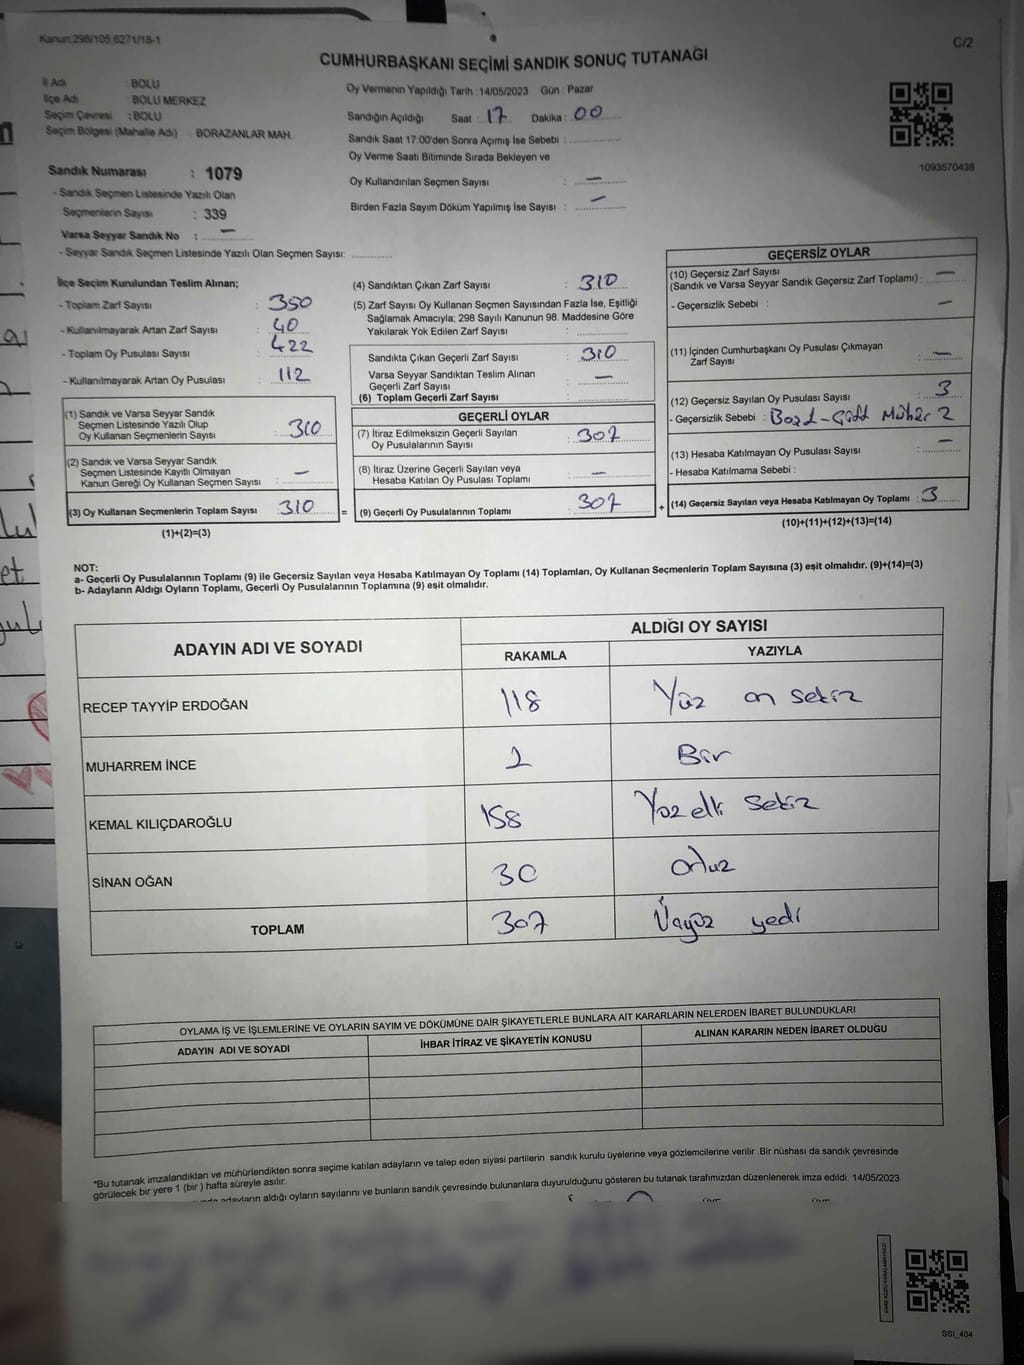 Kanun:298/105,6271/18-1
C/2
CUMHURBAŞKANI SEÇİMİ SANDIK SONUÇ TUTANAĞI
İl Adı : BOLU
İlçe Adı : BOLU MERKEZ
Seçim Çevresi : BOLU
Seçim Bölgesi (Mahalle Adı) : BORAZANLAR MAH.
Oy Vermenin Yapıldığı Tarih :14/05/2023 Gün : Pazar
Sandığın Açıldığı Saat : 17 Dakika : 00
Sandık Saat 17:00'den Sonra Açımış İse Sebebi :
Oy Verme Saati Bitiminde Sırada Bekleyen ve
Oy Kullandırılan Seçmen Sayısı : —
Birden Fazla Sayım Döküm Yapılmış İse Sayısı : —
1093570438
Sandık Numarası : 1079
- Sandık Seçmen Listesinde Yazılı Olan
Seçmenlerin Sayısı : 339
Varsa Seyyar Sandık No : —
- Seyyar Sandık Seçmen Listesinde Yazılı Olan Seçmen Sayısı:
İlçe Seçim Kurulundan Teslim Alınan;
- Toplam Zarf Sayısı : 350
- Kullanılmayarak Artan Zarf Sayısı : 40
- Toplam Oy Pusulası Sayısı : 422
- Kullanılmayarak Artan Oy Pusulası : 112
(1) Sandık ve Varsa Seyyar Sandık
Seçmen Listesinde Yazılı Olup
Oy Kullanan Seçmenlerin Sayısı : 310
(2) Sandık ve Varsa Seyyar Sandık
Seçmen Listesinde Kayıtlı Olmayan
Kanun Gereği Oy Kullanan Seçmen Sayısı : —
(3) Oy Kullanan Seçmenlerin Toplam Sayısı : 310 =
(1)+(2)=(3)
(4) Sandıktan Çıkan Zarf Sayısı : 310
(5) Zarf Sayısı Oy Kullanan Seçmen Sayısından Fazla İse, Eşitliği
Sağlamak Amacıyla; 298 Sayılı Kanunun 98. Maddesine Göre
Yakılarak Yok Edilen Zarf Sayısı :
Sandıkta Çıkan Geçerli Zarf Sayısı : 310
Varsa Seyyar Sandıktan Teslim Alınan
Geçerli Zarf Sayısı : —
(6) Toplam Geçerli Zarf Sayısı :
GEÇERLİ OYLAR
(7) İtiraz Edilmeksizin Geçerli Sayılan
Oy Pusulalarının Sayısı : 307
(8) İtiraz Üzerine Geçerli Sayılan veya
Hesaba Katılan Oy Pusulası Toplamı : —
(9) Geçerli Oy Pusulalarının Toplamı : 307 +
GEÇERSİZ OYLAR
(10) Geçersiz Zarf Sayısı
(Sandık ve Varsa Seyyar Sandık Geçersiz Zarf Toplamı) : —
- Geçersizlik Sebebi : —
(11) İçinden Cumhurbaşkanı Oy Pusulası Çıkmayan
Zarf Sayısı : —
(12) Geçersiz Sayılan Oy Pusulası Sayısı : 3
- Geçersizlik Sebebi :
(13) Hesaba Katılmayan Oy Pusulası Sayısı : —
- Hesaba Katılmama Sebebi :
(14) Geçersiz Sayılan veya Hesaba Katılmayan Oy Toplamı : 3
(10)+(11)+(12)+(13)=(14)
NOT:
a- Geçerli Oy Pusulalarının Toplamı (9) ile Geçersiz Sayılan veya Hesaba Katılmayan Oy Toplamı (14) Toplamları, Oy Kullanan Seçmenlerin Toplam Sayısına (3) eşit olmalıdır. (9)+(14)=(3)
b- Adayların Aldığı Oyların Toplamı, Geçerli Oy Pusulalarının Toplamına (9) eşit olmalıdır.
ADAYIN ADI VE SOYADI ALDIĞI OY SAYISI
RAKAMLA YAZIYLA
RECEP TAYYİP ERDOĞAN 118 Yüz on sekiz
MUHARREM İNCE 1 Bir
KEMAL KILIÇDAROĞLU 158 Yüz elli sekiz
SİNAN OĞAN 30 Otuz
TOPLAM 307 Üçyüz yedi
OYLAMA İŞ VE İŞLEMLERİNE VE OYLARIN SAYIM VE DÖKÜMÜNE DAİR ŞİKAYETLERLE BUNLARA AİT KARARLARIN NELERDEN İBARET BULUNDUKLARI
ADAYIN ADI VE SOYADI İHBAR İTİRAZ VE ŞİKAYETİN KONUSU ALINAN KARARIN NEDEN İBARET OLDUĞU
*Bu tutanak imzalandıktan ve mühürlendikten sonra seçime katılan adayların ve talep eden siyasi partilerin sandık kurulu üyelerine veya gözlemcilerine verilir .Bir nüshası da sandık çevresinde
görülecek bir yere 1 (bir ) hafta süreyle asılır.
adayların aldığı oyların sayılarını ve bunların sandık çevresinde bulunanlara duyurulduğunu gösteren bu tutanak tarafımızdan düzenlenerek imza edildi. 14/05/2023
SSI_404